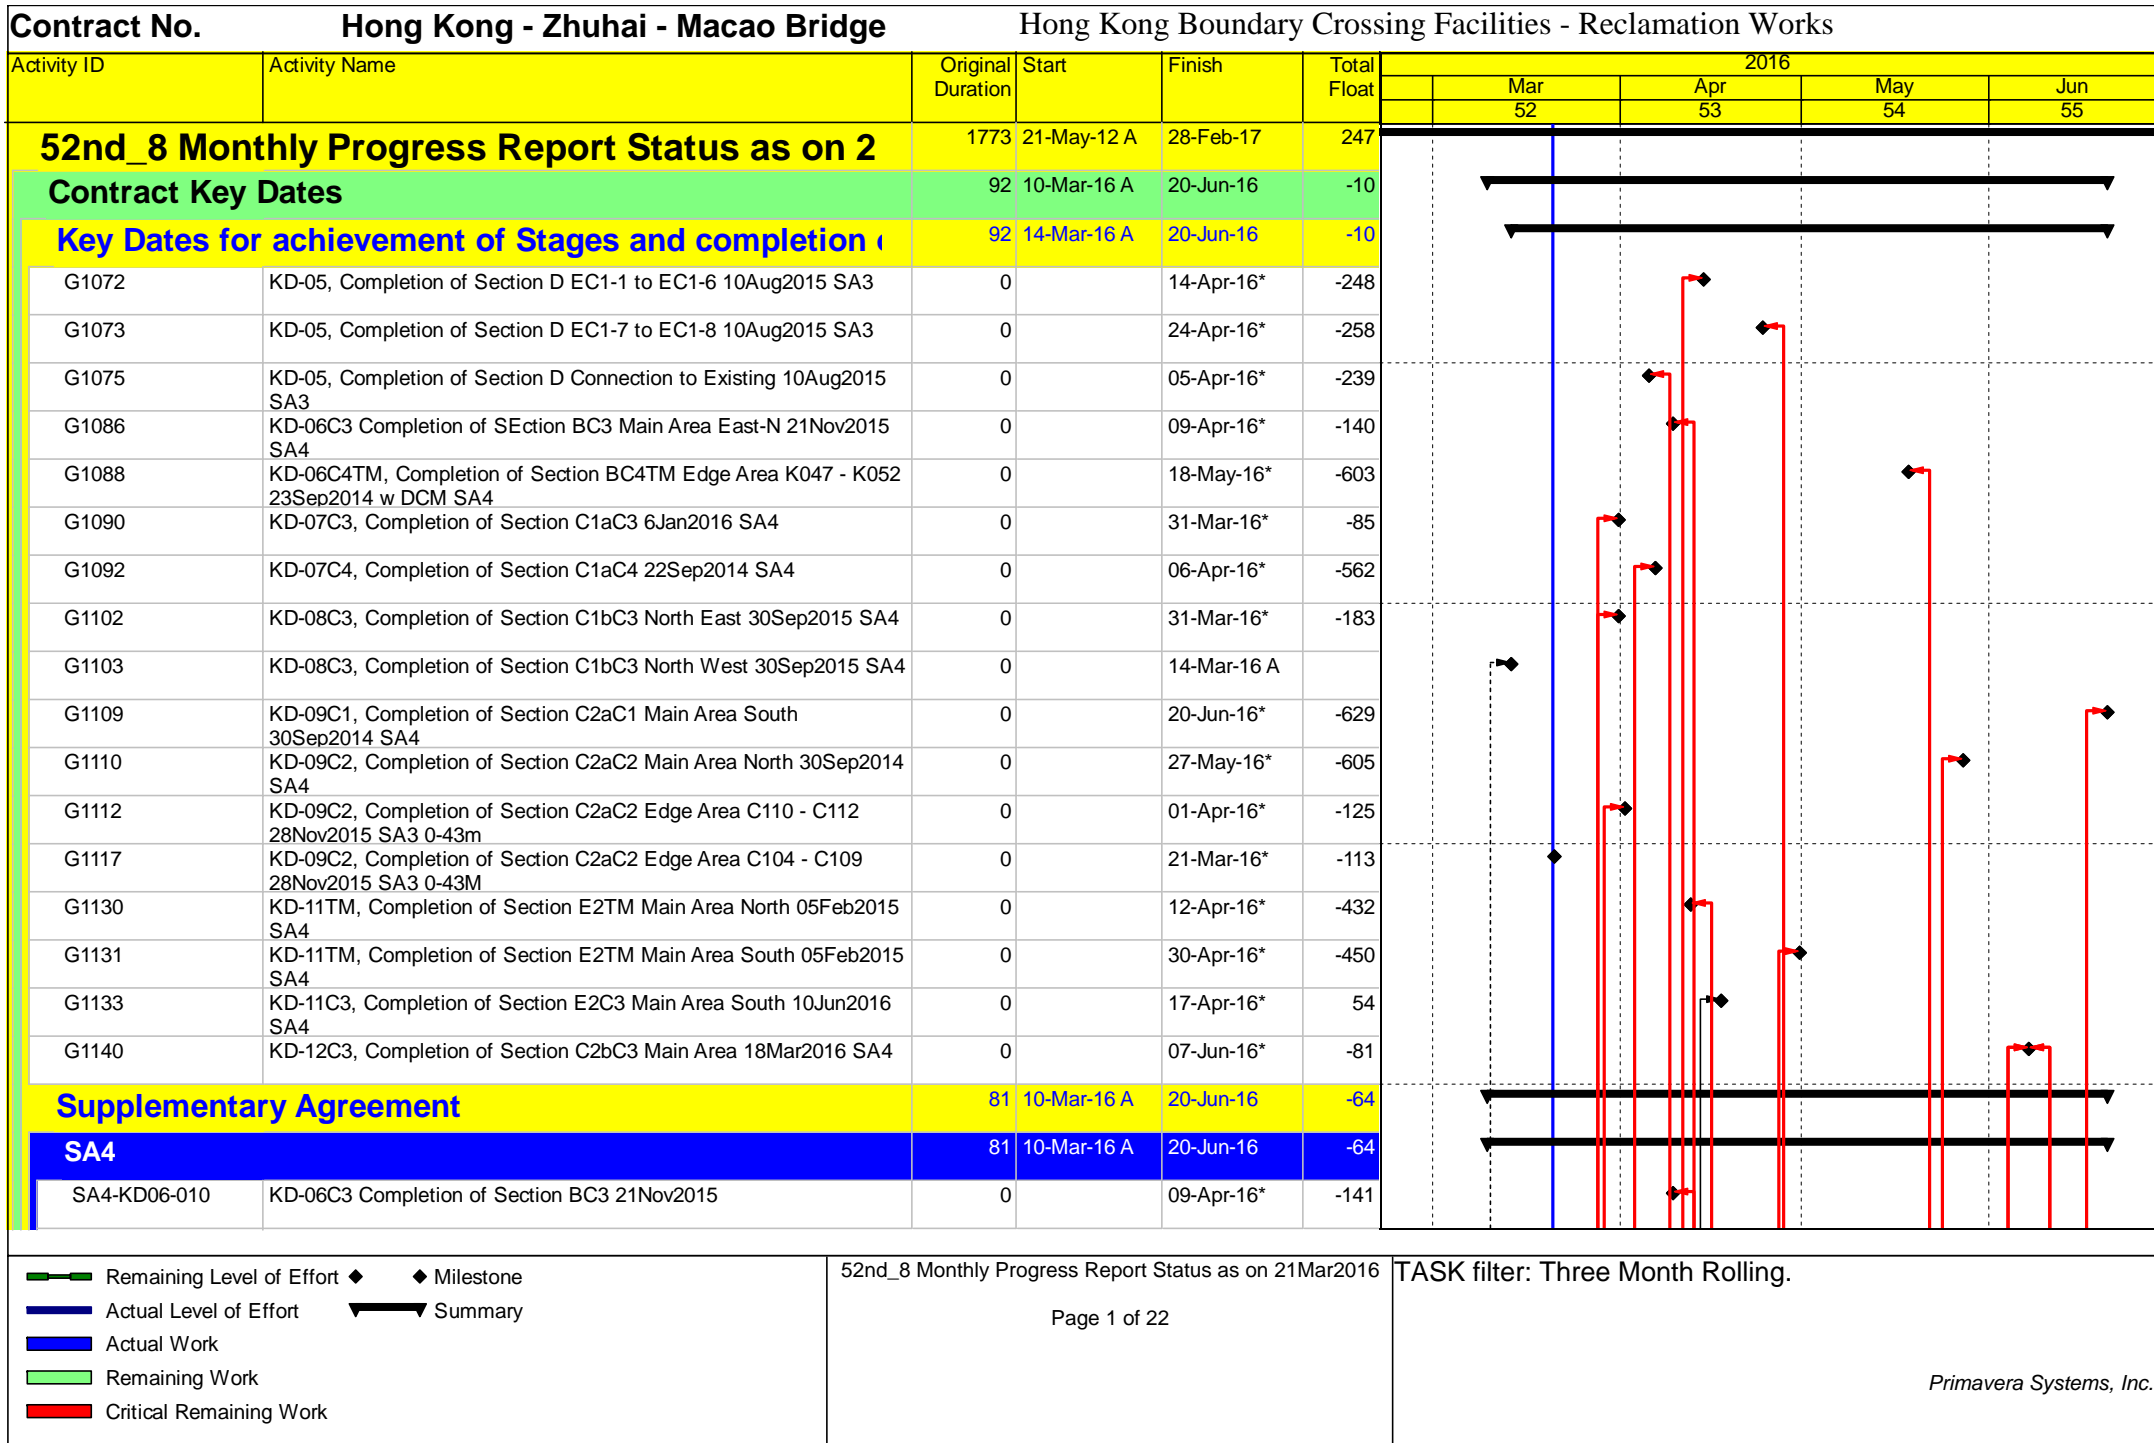 Contract No. Hong Kong - Zhuhai - Macao Bridge Hong Kong Boundary Crossing Facilities - Reclamation Works
Activity ID Activity Name Original Start Finish Total 2016
Duration Float Mar Apr May Jun
52 53 54 55
52nd_8 Monthly Progress Report Status as on 2 1773 21-May-12 A 28-Feb-17 247
Contract Key Dates 92 10-Mar-16 A 20-Jun-16 -10
Key Dates for achievement of Stages and completion 92 14-Mar-16 A 20-Jun-16 -10
G1072 KD-05, Completion of Section D EC1-1 to EC1-6 10Aug2015 SA3 0 14-Apr-16* -248
G1073 KD-05, Completion of Section D EC1-7 to EC1-8 10Aug2015 SA3 0 24-Apr-16* -258
G1075 KD-05, Completion of Section D Connection to Existing 10Aug2015 0 05-Apr-16* -239
SA3
G1086 KD-06C3 Completion of SEction BC3 Main Area East-N 21Nov2015 0 09-Apr-16* -140
SA4
G1088 KD-06C4TM, Completion of Section BC4TM Edge Area K047 - K052 0 18-May-16* -603
23Sep2014 w DCM SA4
G1090 KD-07C3, Completion of Section C1aC3 6Jan2016 SA4 0 31-Mar-16* -85
G1092 KD-07C4, Completion of Section C1aC4 22Sep2014 SA4 0 06-Apr-16* -562
G1102 KD-08C3, Completion of Section C1bC3 North East 30Sep2015 SA4 0 31-Mar-16* -183
G1103 KD-08C3, Completion of Section C1bC3 North West 30Sep2015 SA4 0 14-Mar-16 A
G1109 KD-09C1, Completion of Section C2aC1 Main Area South 0 20-Jun-16* -629
30Sep2014 SA4
G1110 KD-09C2, Completion of Section C2aC2 Main Area North 30Sep2014 0 27-May-16* -605
SA4
G1112 KD-09C2, Completion of Section C2aC2 Edge Area C110 - C112 0 01-Apr-16* -125
28Nov2015 SA3 0-43m
G1117 KD-09C2, Completion of Section C2aC2 Edge Area C104 - C109 0 21-Mar-16* -113
28Nov2015 SA3 0-43M
G1130 KD-11TM, Completion of Section E2TM Main Area North 05Feb2015 0 12-Apr-16* -432
SA4
G1131 KD-11TM, Completion of Section E2TM Main Area South 05Feb2015 0 30-Apr-16* -450
SA4
G1133 KD-11C3, Completion of Section E2C3 Main Area South 10Jun2016 0 17-Apr-16* 54
SA4
G1140 KD-12C3, Completion of Section C2bC3 Main Area 18Mar2016 SA4 0 07-Jun-16* -81
Supplementary Agreement 81 10-Mar-16 A 20-Jun-16 -64
SA4 81 10-Mar-16 A 20-Jun-16 -64
SA4-KD06-010 KD-06C3 Completion of Section BC3 21Nov2015 0 09-Apr-16* -141
Remaining Level of Effort Milestone 52nd_8 Monthly Progress Report Status as on 21Mar2016 TASK filter: Three Month Rolling.
Actual Level of Effort Summary Page 1 of 22
Actual Work
Remaining Work Primavera Systems, Inc.
Critical Remaining Work